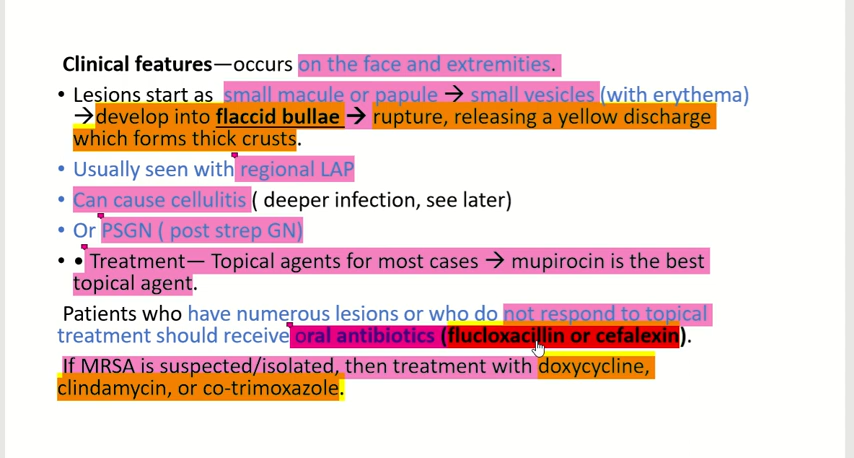 Clinical features—occurs on the face and extremities.
• Lesions start as small macule or papule → small vesicles (with erythema)
→develop into flaccid bullae → rupture, releasing a yellow discharge
which forms thick crusts.
• Usually seen with regional LAP
• Can cause cellulitis ( deeper infection, see later)
• Or PSGN ( post strep GN)
• • Treatment— Topical agents for most cases → mupirocin is the best
topical agent.
Patients who have numerous lesions or who do not respond to topical
treatment should receive oral antibiotics (flucloxacillin or cefalexin).
If MRSA is suspected/isolated, then treatment with doxycycline,
clindamycin, or co-trimoxazole.